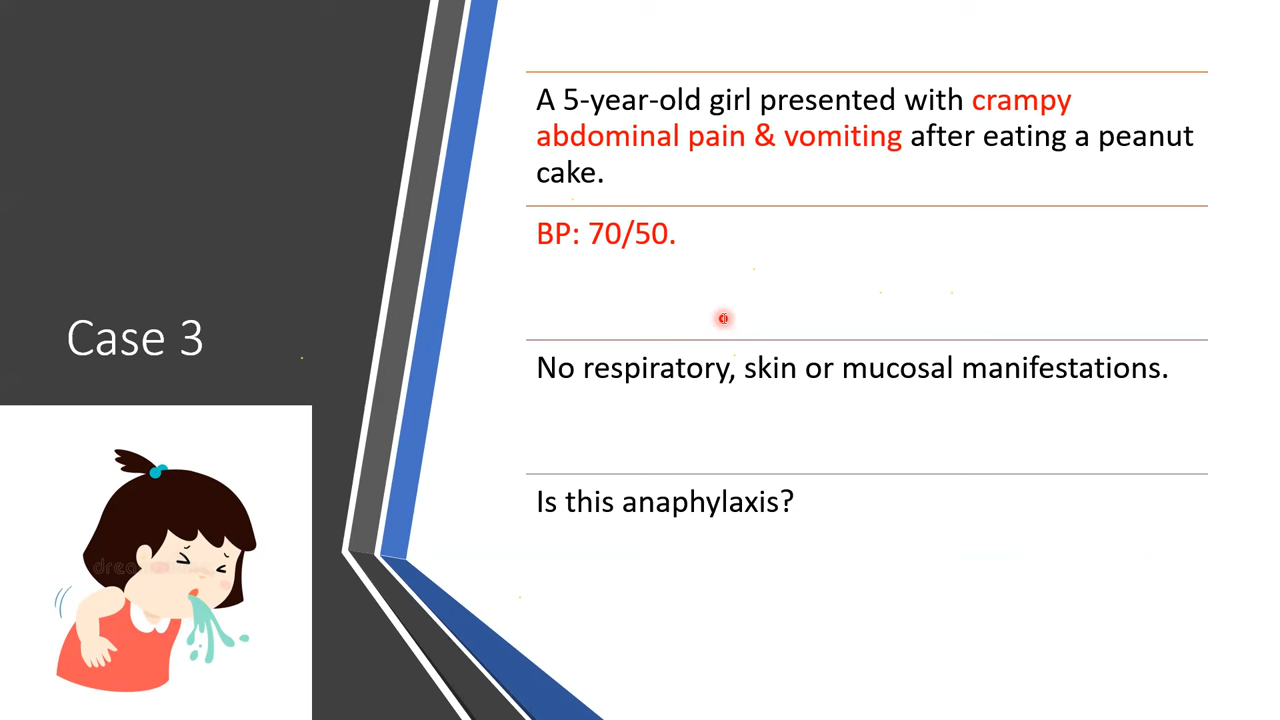 A 5-year-old girl presented with crampy
abdominal pain & vomiting after eating a peanut
cake.
BP: 70/50.
Case 3
No respiratory, skin or mucosal manifestations.
Is this anaphylaxis?